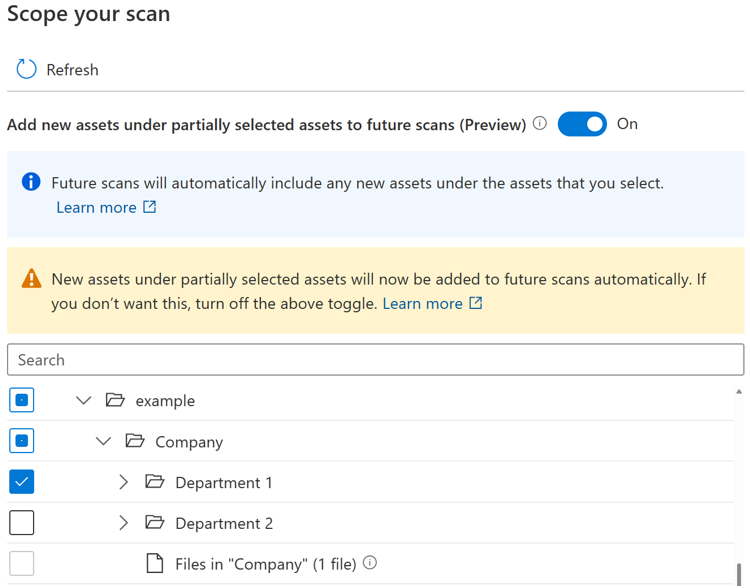 Scope your scan
Refresh
Add new assets under partially selected assets to future scans (Preview) On
Future scans will automatically include any new assets under the assets that you select.
Learn more
New assets under partially selected assets will now be added to future scans automatically. If
you don’t want this, turn off the above toggle. Learn more
Search
example
Company
Department 1
Department 2
Files in "Company" (1 file)